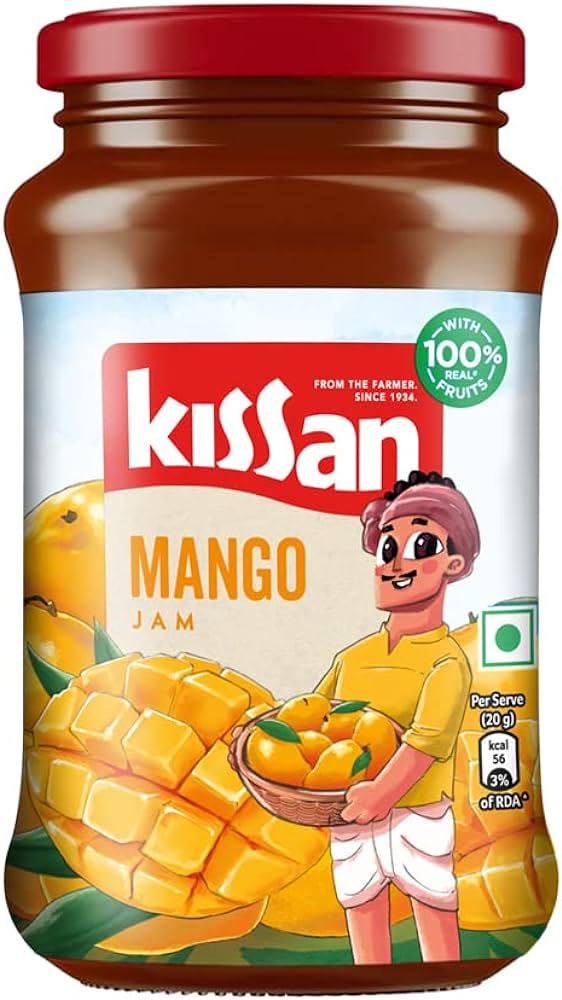 FROM THE FARMER.
SINCE 1934.
kissan
WITH
100%
REAL#
FRUITS
MANGO
JAM
Per Serve
(20 g)
kcal
56
3%
of RDA^